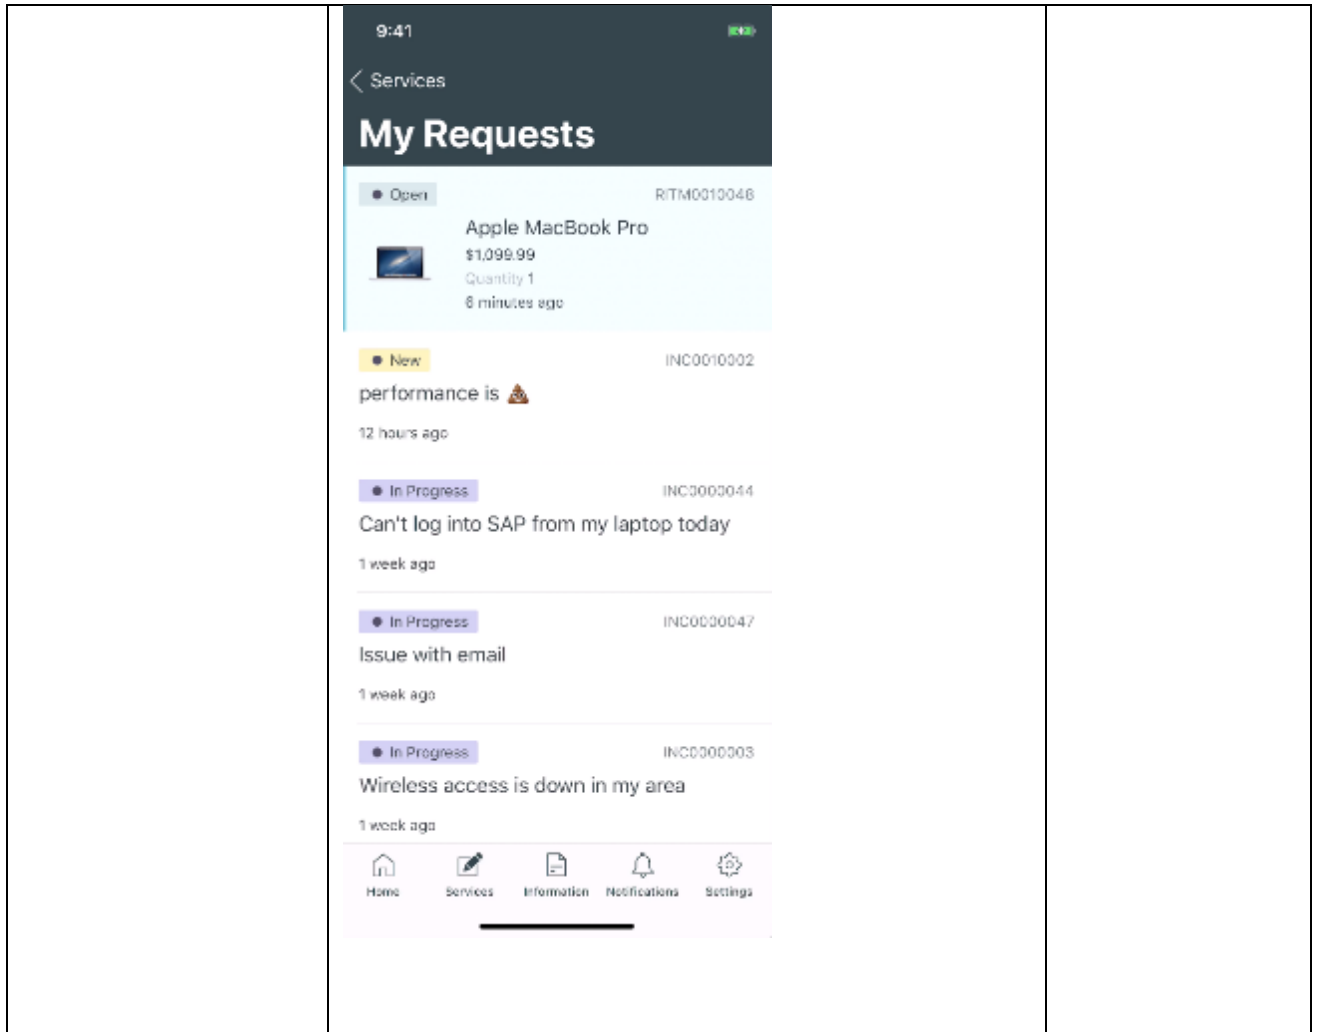 9:41
Services
My Requests
Open RITM0010048
Apple MacBook Pro
$1,099.99
Quantity 1
6 minutes ago
New INC0010002
performance is 💩
12 hours ago
In Progress INC0000044
Can't log into SAP from my laptop today
1 week ago
In Progress INC0000047
Issue with email
1 week ago
In Progress INC0000003
Wireless access is down in my area
1 week ago
Home Services Information Notifications Settings